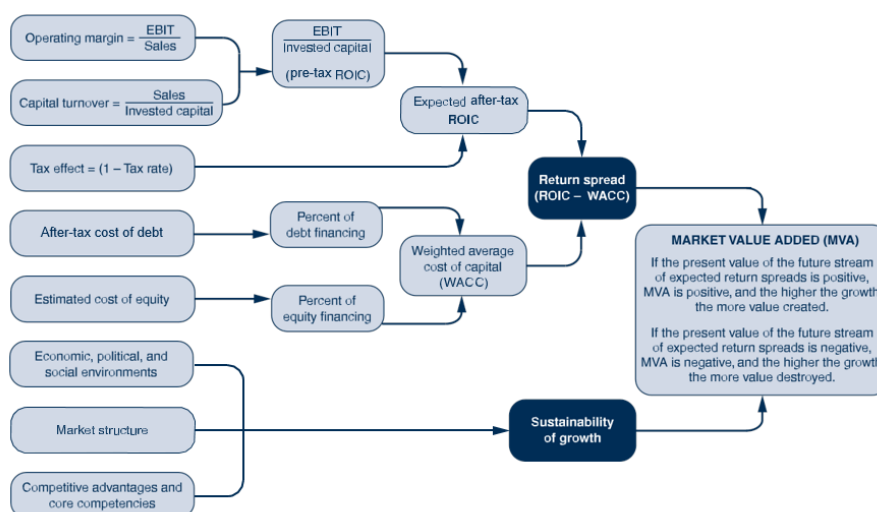 Operating margin = EBIT / Sales
Capital turnover = Sales / Invested capital
Tax effect = (1 – Tax rate)
After-tax cost of debt
Estimated cost of equity
Economic, political, and
social environments
Market structure
Competitive advantages and
core competencies
EBIT
Invested capital
(pre-tax ROIC)
Percent of
debt financing
Percent of
equity financing
Expected after-tax
ROIC
Weighted average
cost of capital
(WACC)
Return spread
(ROIC – WACC)
Sustainability
of growth
MARKET VALUE ADDED (MVA)
If the present value of the future stream
of expected return spreads is positive,
MVA is positive, and the higher the growth
the more value created.
If the present value of the future stream
of expected return spreads is negative,
MVA is negative, and the higher the growth
the more value destroyed.